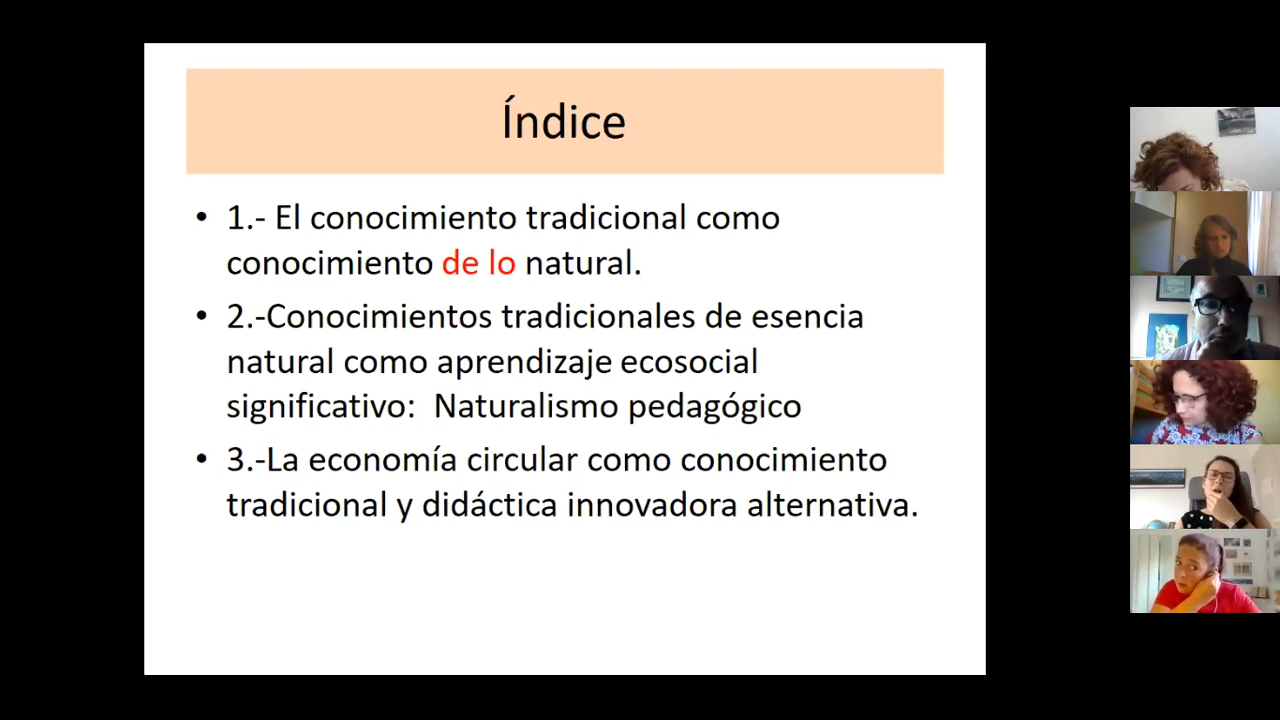 Índice
• 1.- El conocimiento tradicional como
conocimiento de lo natural.
• 2.-Conocimientos tradicionales de esencia
natural como aprendizaje ecosocial
significativo:  Naturalismo pedagógico
• 3.-La economía circular como conocimiento
tradicional y didáctica innovadora alternativa.